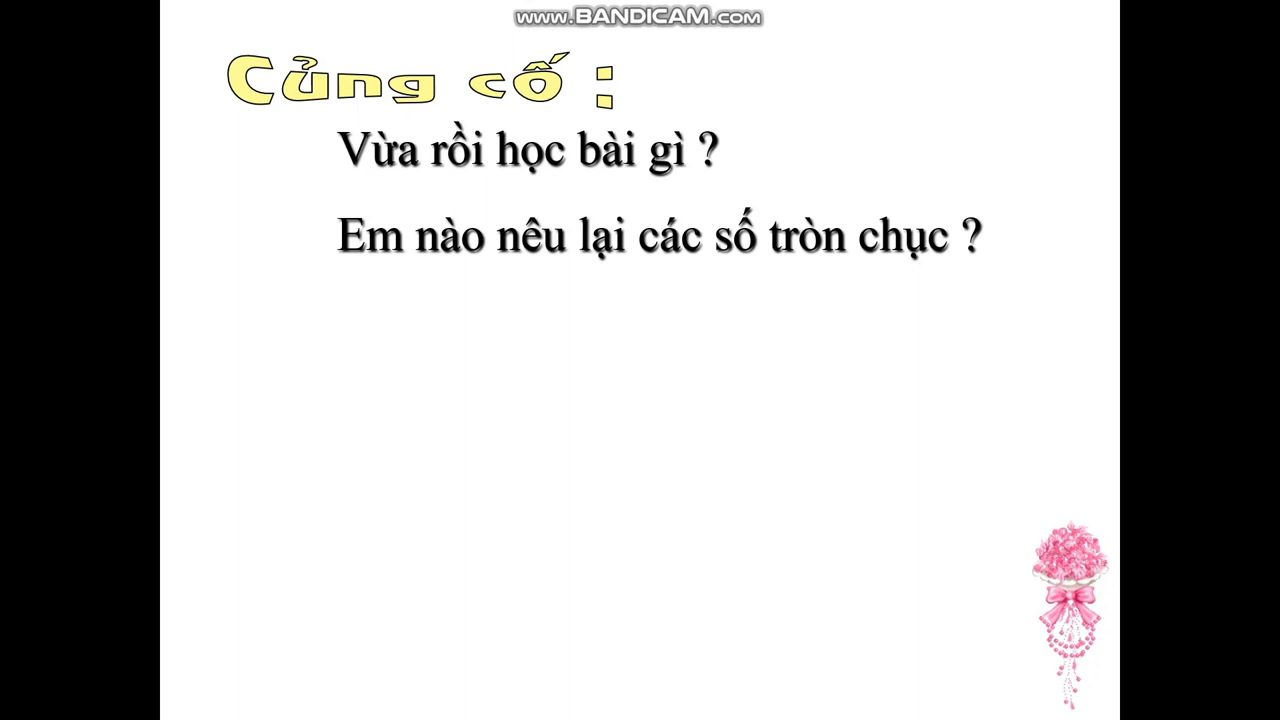 www.BANDICAM.com
Củng cố :
Vừa rồi học bài gì ?
Em nào nêu lại các số tròn chục ?